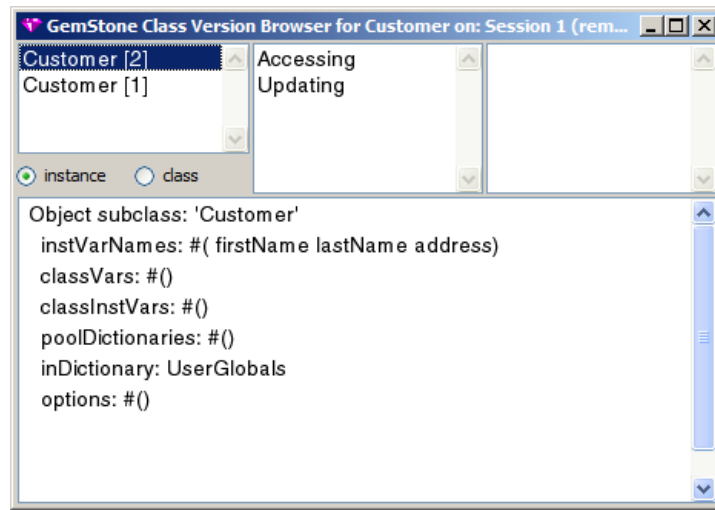 GemStone Class Version Browser for Customer on: Session 1 (rem...
Customer [2]
Customer [1]
instance
class
Accessing
Updating
Object subclass: 'Customer'
instVarNames: #( firstName lastName address)
classVars: #()
classInstVars: #()
poolDictionaries: #()
inDictionary: UserGlobals
options: #()